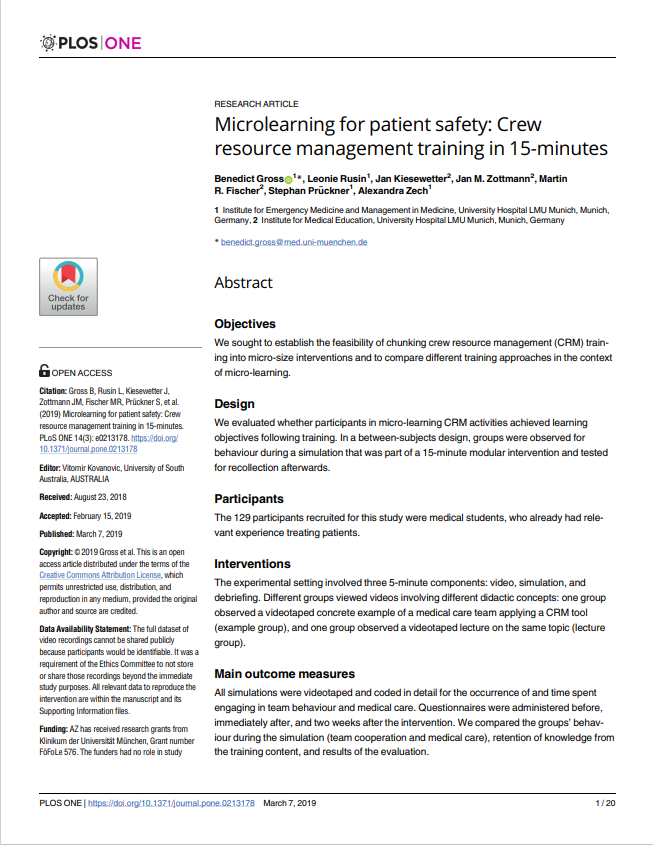 PLOS ONE
RESEARCH ARTICLE
Microlearning for patient safety: Crew
resource management training in 15-minutes
Benedict Gross 1*, Leonie Rusin1, Jan Kiesewetter2, Jan M. Zottmann2, Martin
R. Fischer2, Stephan Prückner1, Alexandra Zech1
1 Institute for Emergency Medicine and Management in Medicine, University Hospital LMU Munich, Munich,
Germany, 2 Institute for Medical Education, University Hospital LMU Munich, Munich, Germany
* benedict.gross@med.uni-muenchen.de
Check for
updates
OPEN ACCESS
Citation: Gross B, Rusin L, Kiesewetter J,
Zottmann JM, Fischer MR, Prückner S, et al.
(2019) Microlearning for patient safety: Crew
resource management training in 15-minutes.
PLoS ONE 14(3): e0213178. https://doi.org/
10.1371/journal.pone.0213178
Editor: Vitomir Kovanovic, University of South
Australia, AUSTRALIA
Received: August 23, 2018
Accepted: February 15, 2019
Published: March 7, 2019
Copyright: © 2019 Gross et al. This is an open
access article distributed under the terms of the
Creative Commons Attribution License, which
permits unrestricted use, distribution, and
reproduction in any medium, provided the original
author and source are credited.
Data Availability Statement: The full dataset of
video recordings cannot be shared publicly
because participants would be identifiable. It was a
requirement of the Ethics Committee to not store
or share those recordings beyond the immediate
study purposes. All relevant data to reproduce the
intervention are within the manuscript and its
Supporting Information files.
Funding: AZ has received research grants from
Klinikum der Universität München, Grant number
FöFoLe 576. The funders had no role in study
Abstract
Objectives
We sought to establish the feasibility of chunking crew resource management (CRM) train-
ing into micro-size interventions and to compare different training approaches in the context
of micro-learning.
Design
We evaluated whether participants in micro-learning CRM activities achieved learning
objectives following training. In a between-subjects design, groups were observed for
behaviour during a simulation that was part of a 15-minute modular intervention and tested
for recollection afterwards.
Participants
The 129 participants recruited for this study were medical students, who already had rele-
vant experience treating patients.
Interventions
The experimental setting involved three 5-minute components: video, simulation, and
debriefing. Different groups viewed videos involving different didactic concepts: one group
observed a videotaped concrete example of a medical care team applying a CRM tool
(example group), and one group observed a videotaped lecture on the same topic (lecture
group).
Main outcome measures
All simulations were videotaped and coded in detail for the occurrence of and time spent
engaging in team behaviour and medical care. Questionnaires were administered before,
immediately after, and two weeks after the intervention. We compared the groups' behav-
iour during the simulation (team cooperation and medical care), retention of knowledge from
the training content, and results of the evaluation.
PLOS ONE | https://doi.org/10.1371/journal.pone.0213178 March 7, 2019
1 / 20